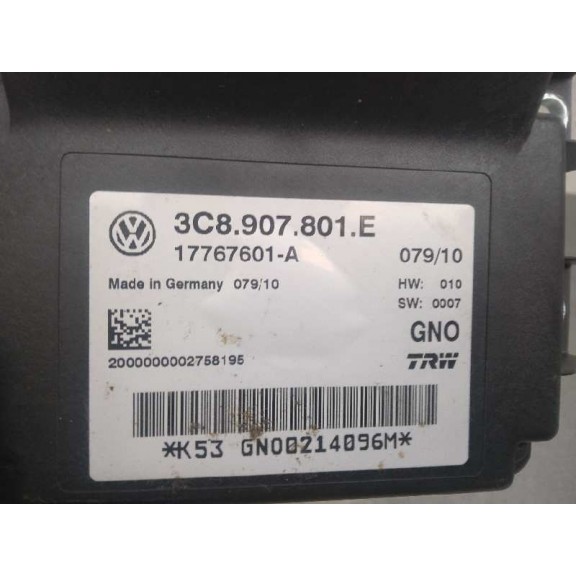 3C8.907.801.E
17767601-A 079/10
Made in Germany 079/10 HW: 010
SW: 0007
GNO
2000000002758195 TRW
*K53 GNO0214096M*